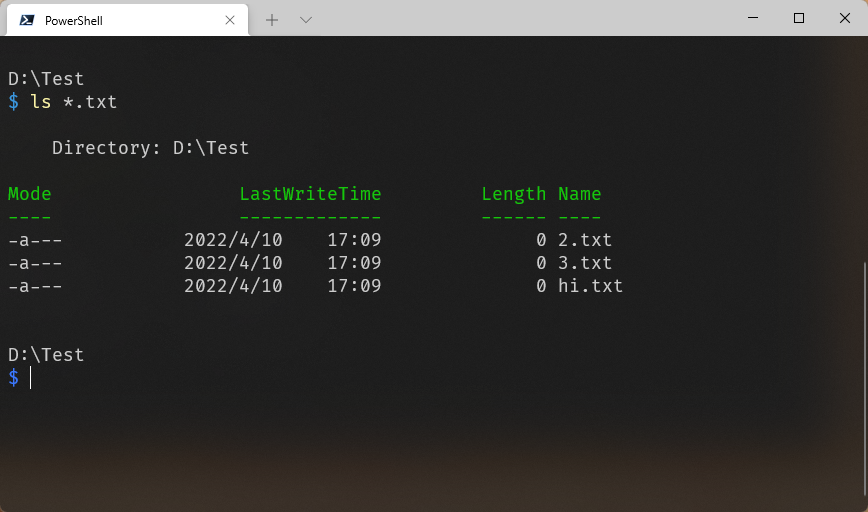 PowerShell
D:\Test
$ ls *.txt
Directory: D:\Test
Mode LastWriteTime Length Name
---- ------------- ------ ----
-a--- 2022/4/10 17:09 0 2.txt
-a--- 2022/4/10 17:09 0 3.txt
-a--- 2022/4/10 17:09 0 hi.txt
D:\Test
$